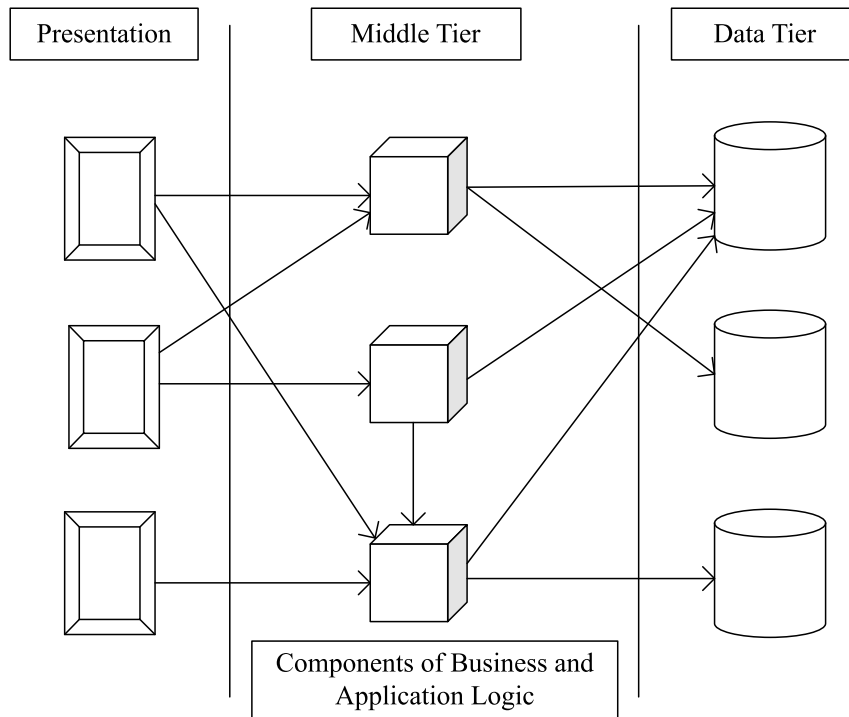 Presentation
Middle Tier
Data Tier
Components of Business and
Application Logic